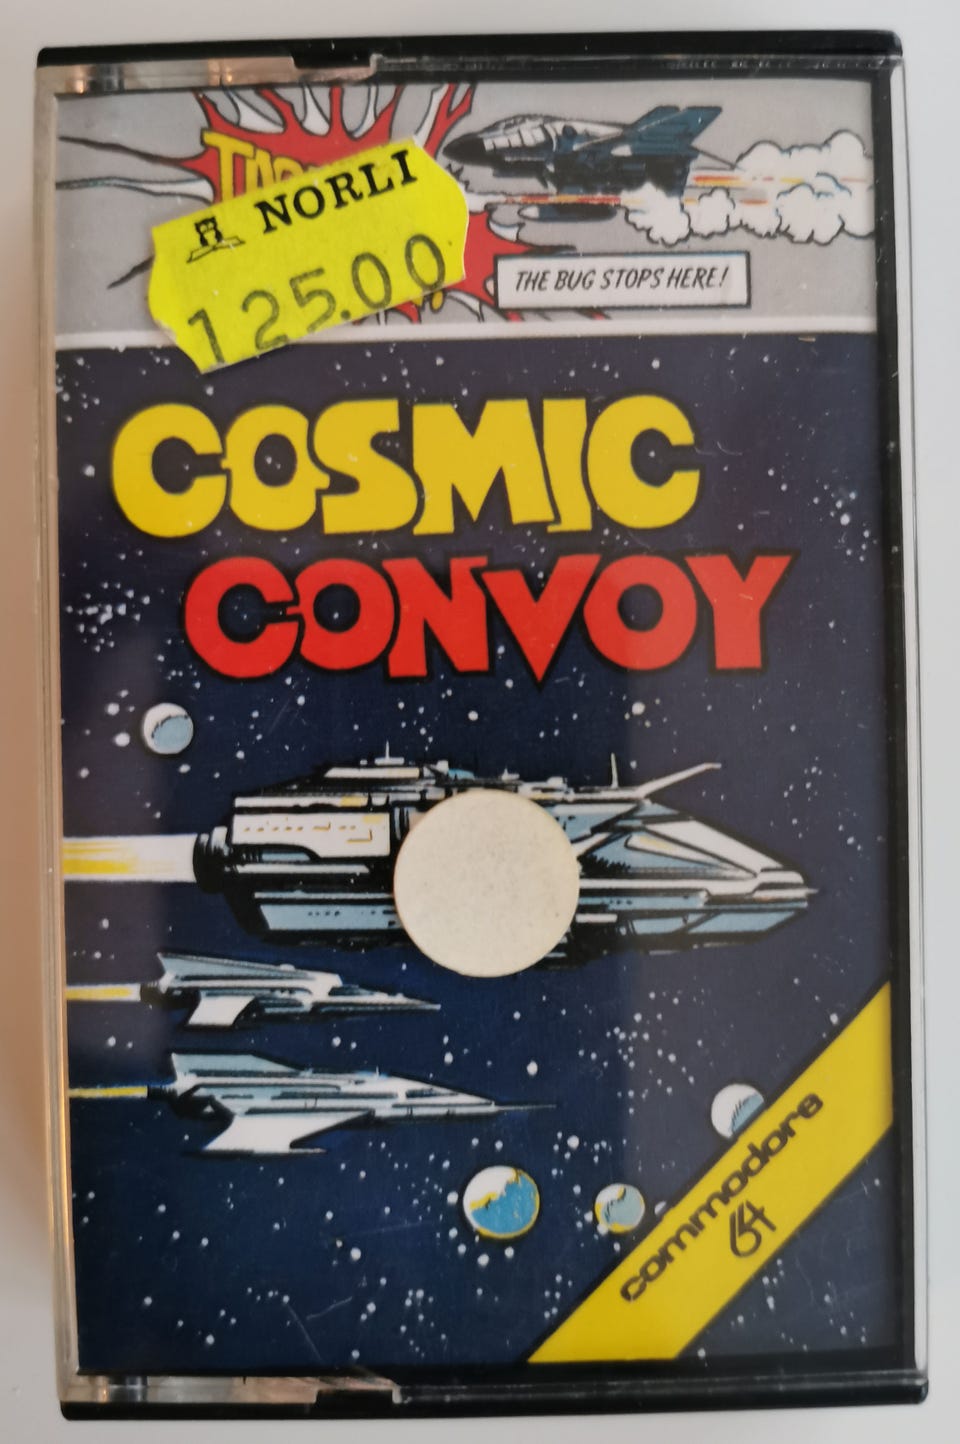 NORLI
125.00
THE BUG STOPS HERE!
COSMIC
CONVOY
commodore
64